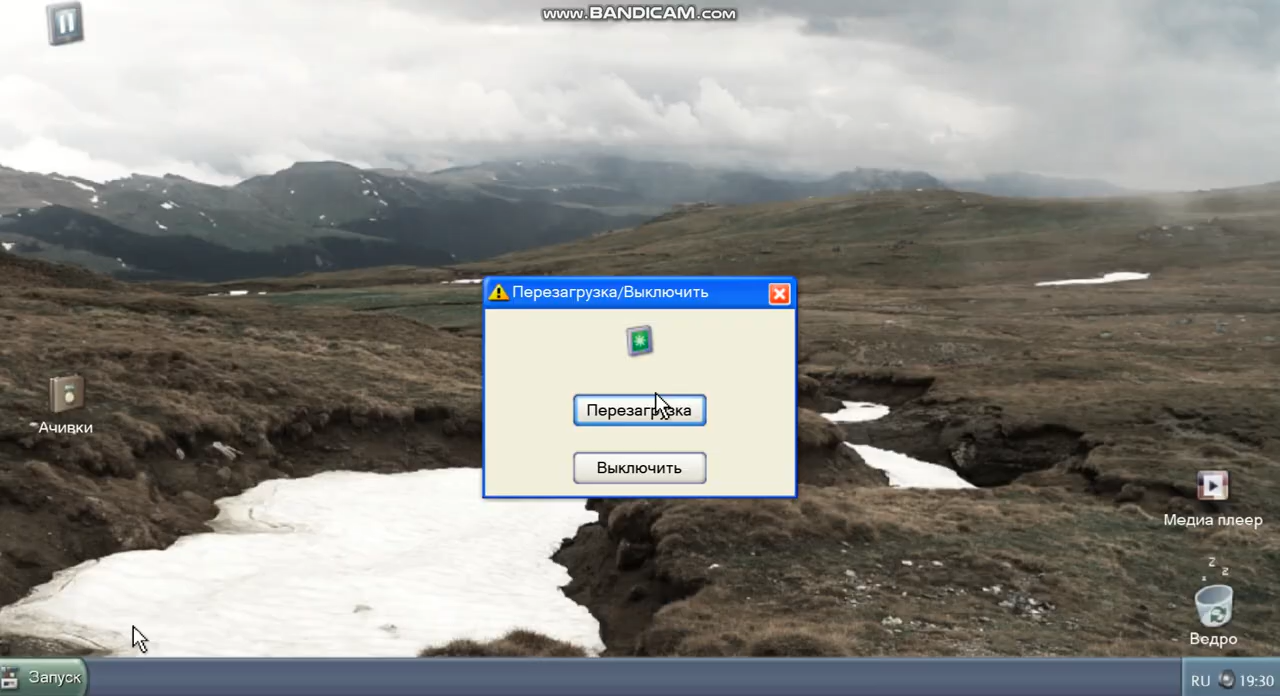 www.BANDICAM.com
Перезагрузка/Выключить
Перезагрузка
Выключить
Ачивки
Медиа плеер
z
z
z
Ведро
Запуск
RU 19:30